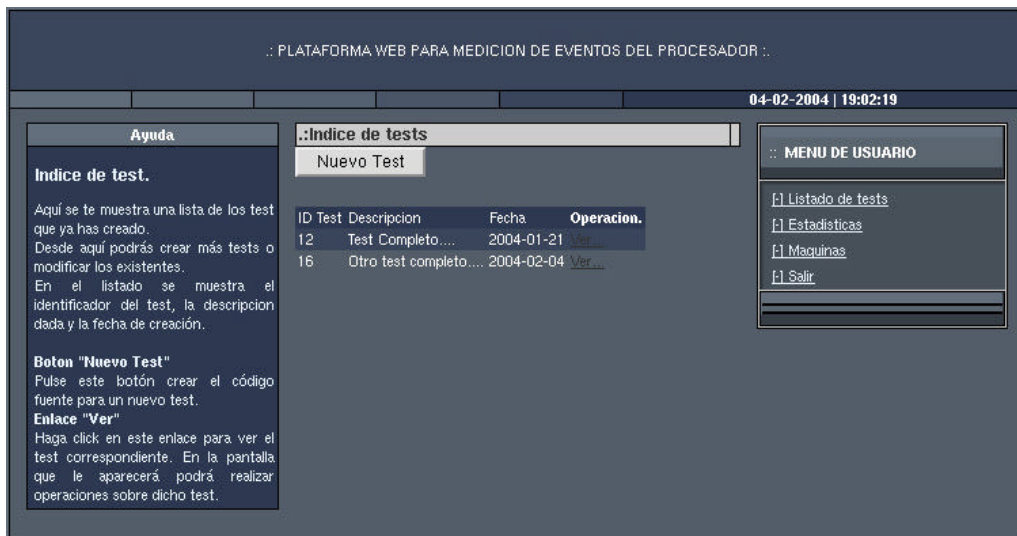 .: PLATAFORMA WEB PARA MEDICION DE EVENTOS DEL PROCESADOR :.
04-02-2004 | 19:02:19
Ayuda
Indice de test.
Aquí se te muestra una lista de los test
que ya has creado.
Desde aquí podrás crear más tests o
modificar los existentes.
En el listado se muestra el
identificador del test, la descripcion
dada y la fecha de creación.
Boton "Nuevo Test"
Pulse este botón crear el código
fuente para un nuevo test.
Enlace "Ver"
Haga click en este enlace para ver el
test correspondiente. En la pantalla
que le aparecerá podrá realizar
operaciones sobre dicho test.
.:Indice de tests
Nuevo Test
ID Test Descripcion Fecha Operacion.
12 Test Completo.... 2004-01-21 Ver...
16 Otro test completo.... 2004-02-04 Ver...
:: MENU DE USUARIO
[-] Listado de tests
[-] Estadisticas
[-] Maquinas
[-] Salir